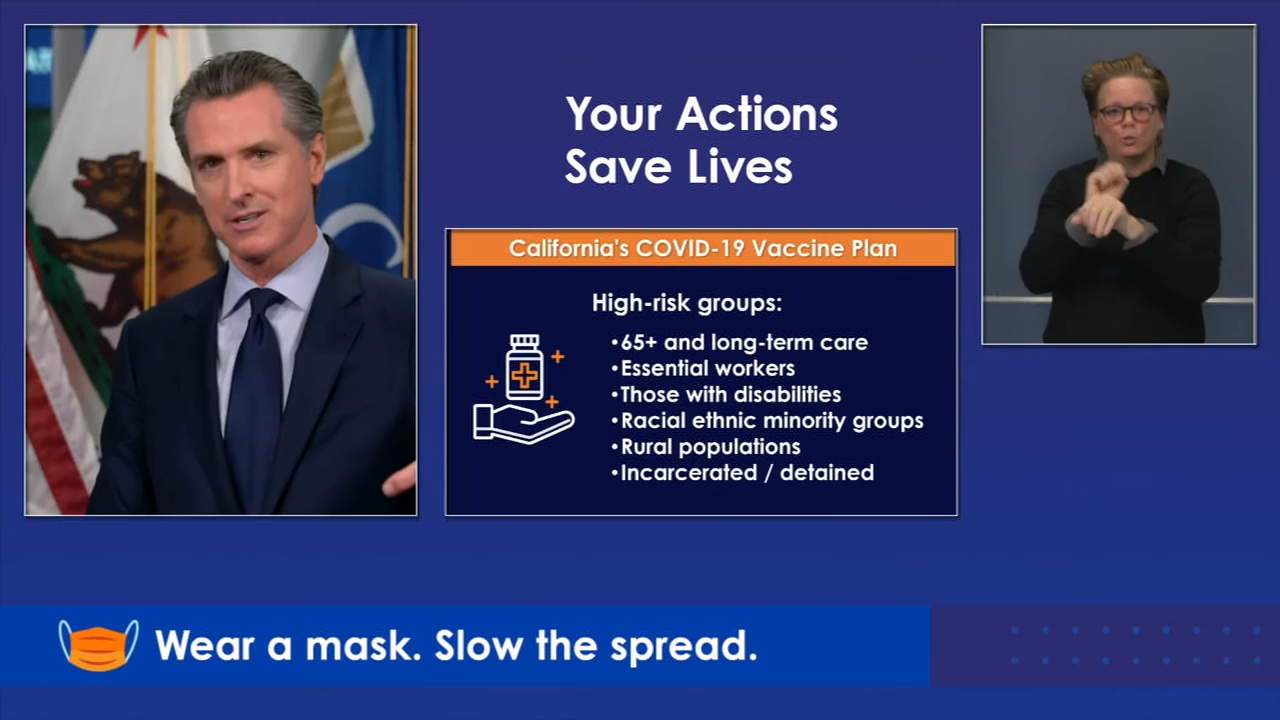 Your Actions
Save Lives
California's COVID-19 Vaccine Plan
High-risk groups:
•65+ and long-term care
•Essential workers
•Those with disabilities
•Racial ethnic minority groups
•Rural populations
•Incarcerated / detained
Wear a mask. Slow the spread.